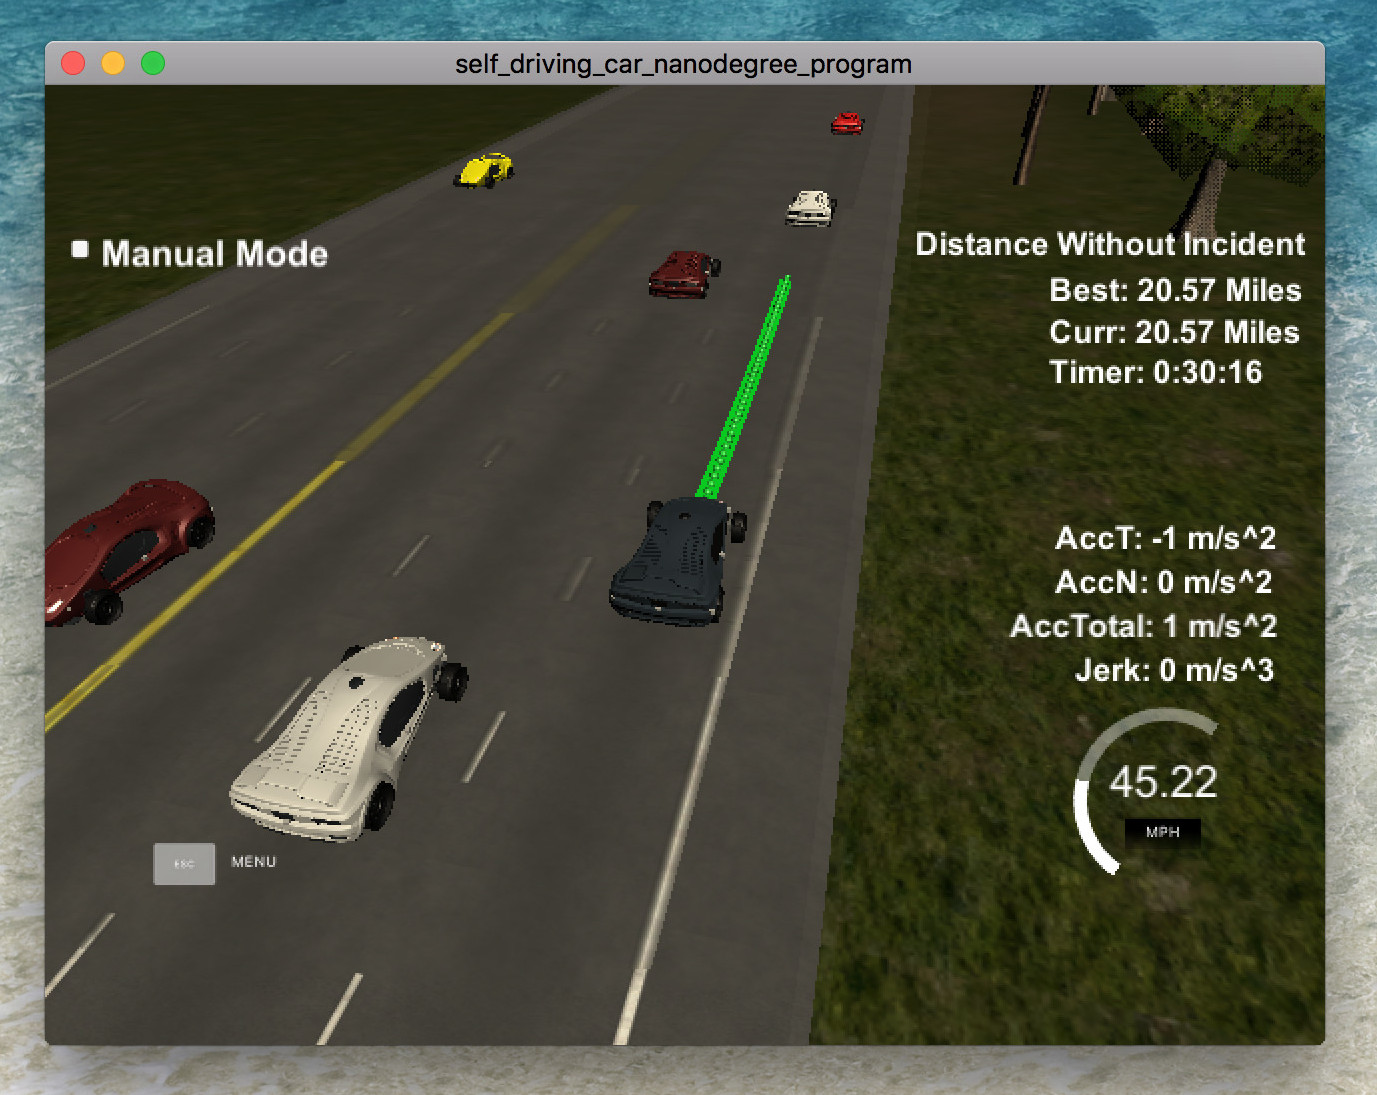 self_driving_car_nanodegree_program
Manual Mode
Distance Without Incident
Best: 20.57 Miles
Curr: 20.57 Miles
Timer: 0:30:16
AccT: -1 m/s^2
AccN: 0 m/s^2
AccTotal: 1 m/s^2
Jerk: 0 m/s^3
45.22
MPH
ESC MENU